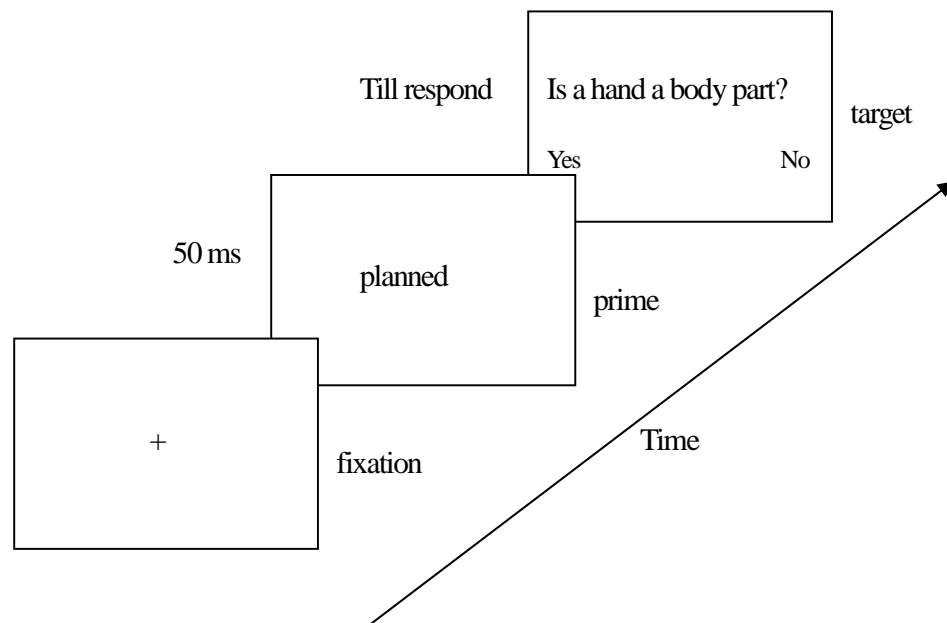 Till respond
Is a hand a body part?
target
Yes No
50 ms
planned
prime
+
fixation
Time